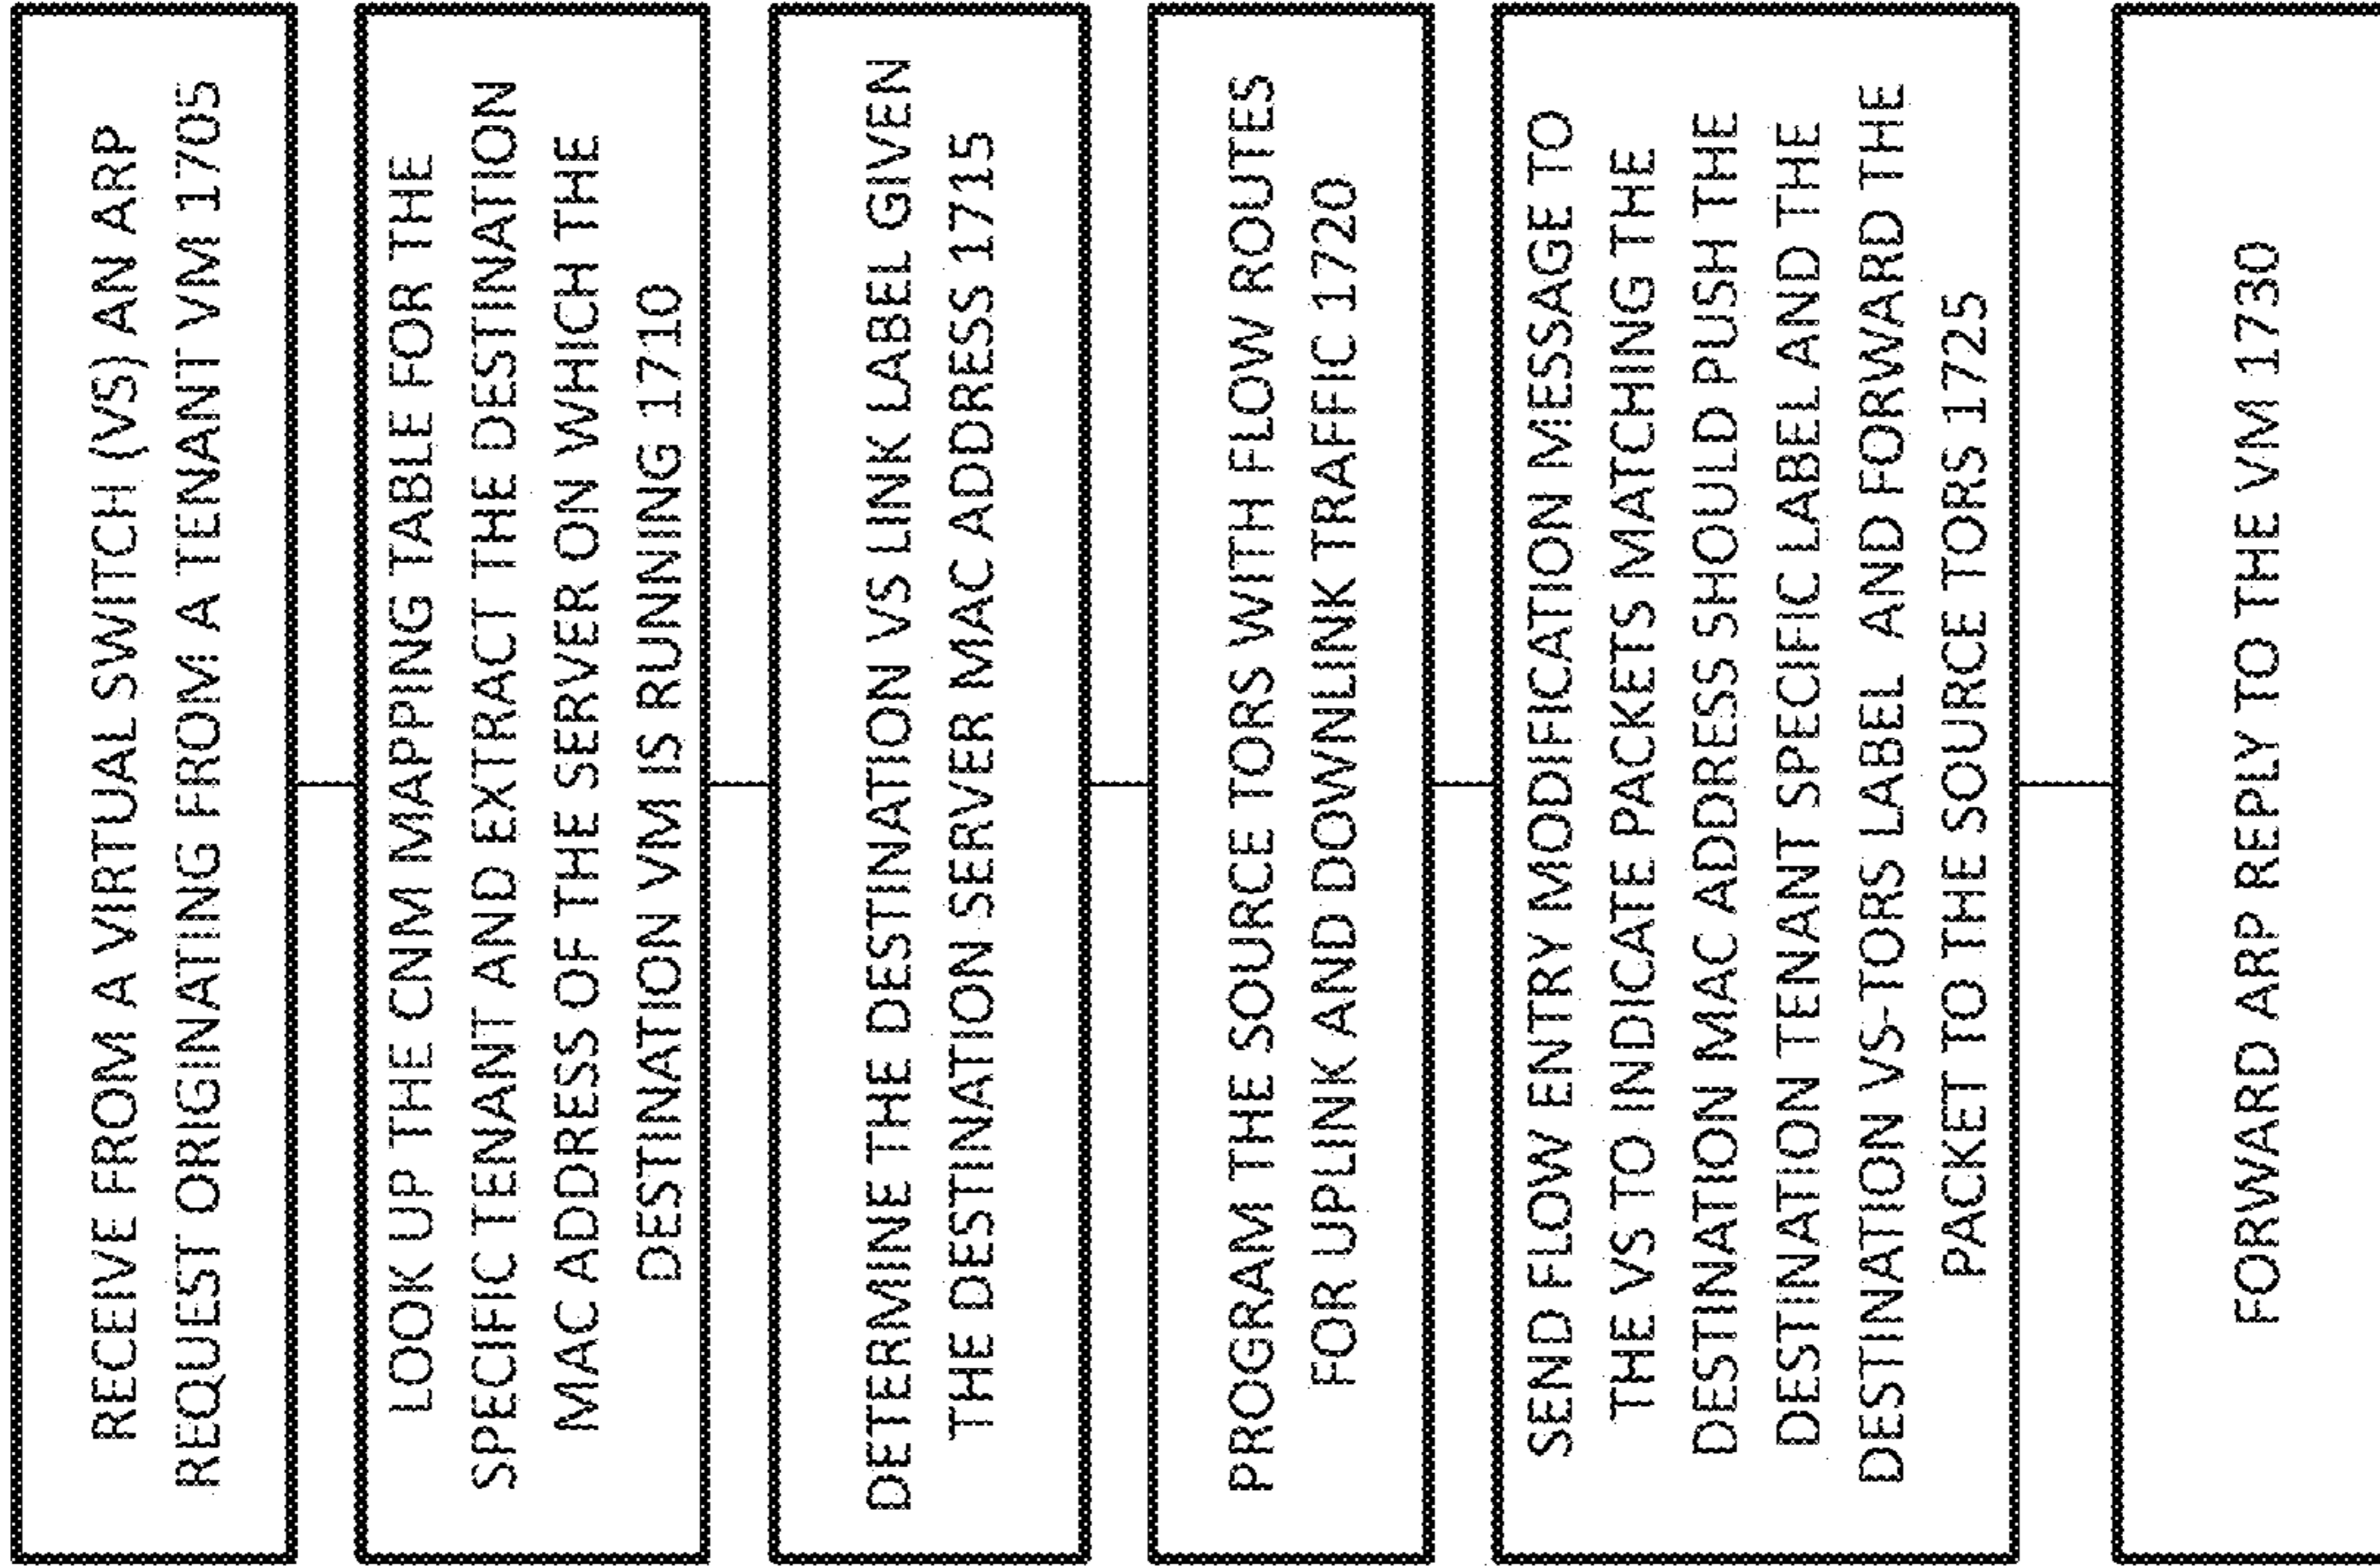 RECEIVE FROM A VIRTUAL SWITCH (VS) AN ARP
REQUEST ORIGINATING FROM A TENANT VM 1705
LOOK UP THE CNM MAPPING TABLE FOR THE
SPECIFIC TENANT AND EXTRACT THE DESTINATION
MAC ADDRESS OF THE SERVER ON WHICH THE
DESTINATION VM IS RUNNING 1710
DETERMINE THE DESTINATION VS LINK LABEL GIVEN
THE DESTINATION SERVER MAC ADDRESS 1715
PROGRAM THE SOURCE TORS WITH FLOW ROUTES
FOR UPLINK AND DOWNLINK TRAFFIC 1720
SEND FLOW ENTRY MODIFICATION MESSAGE TO
THE VS TO INDICATE PACKETS MATCHING THE
DESTINATION MAC ADDRESS SHOULD PUSH THE
DESTINATION TENANT SPECIFIC LABEL AND THE
DESTINATION VS-TORS LABEL AND FORWARD THE
PACKET TO THE SOURCE TORS 1725
FORWARD ARP REPLY TO THE VM 1730